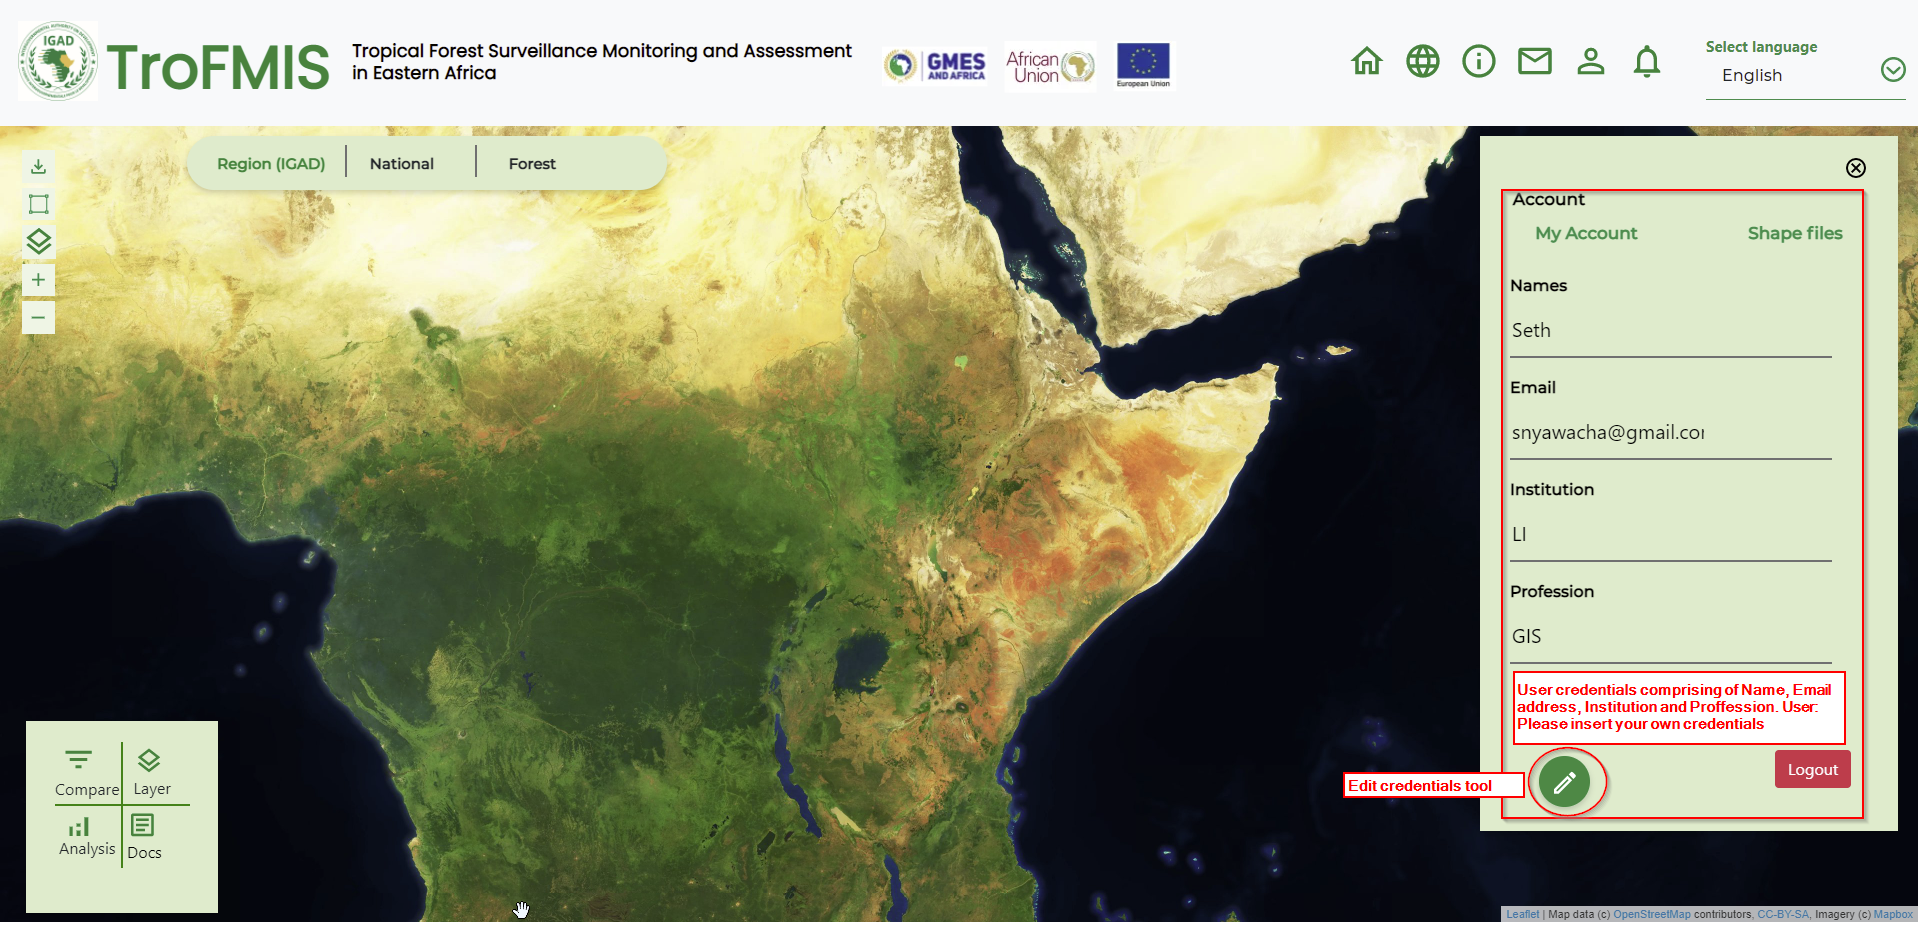 IGAD
TroFMIS
Tropical Forest Surveillance Monitoring and Assessment
in Eastern Africa
GMES
AND AFRICA
African
Union
European Union
Select language
English
Region (IGAD)
National
Forest
Account
My Account
Shape files
Names
Seth
Email
snyawacha@gmail.co
Institution
LI
Profession
GIS
User credentials comprising of Name, Email
address, Institution and Proffession. User:
Please insert your own credentials
Edit credentials tool
Logout
Compare
Layer
Analysis
Docs
Leaflet | Map data (c) OpenStreetMap contributors, CC-BY-SA, Imagery (c) Mapbox